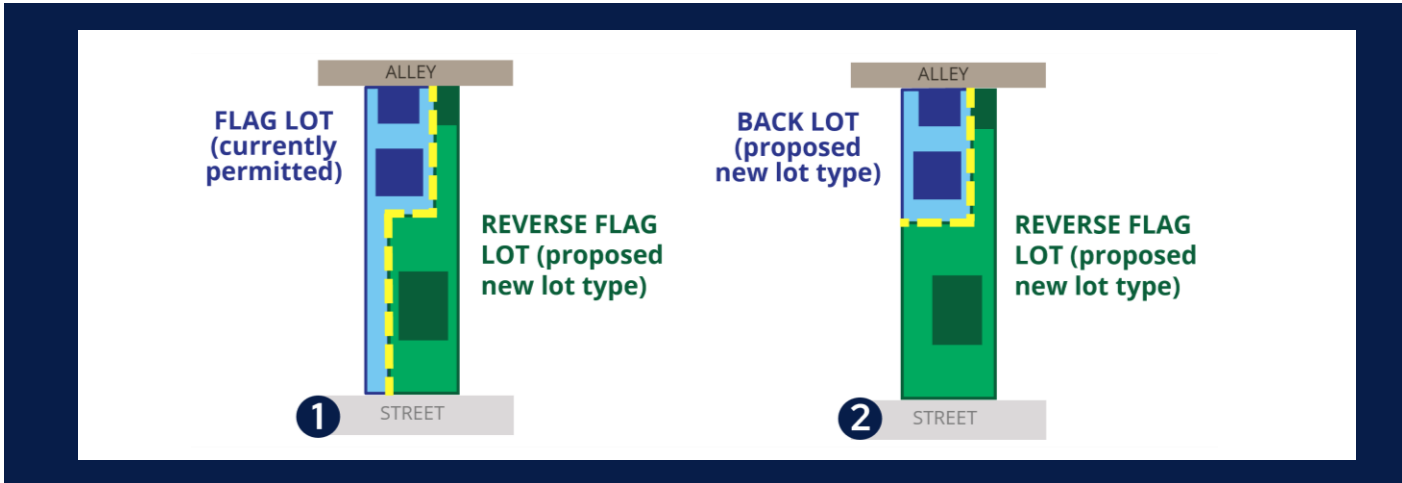 ALLEY
FLAG LOT
(currently
permitted)
REVERSE FLAG
LOT (proposed
new lot type)
1
STREET
ALLEY
BACK LOT
(proposed
new lot type)
REVERSE FLAG
LOT (proposed
new lot type)
2
STREET